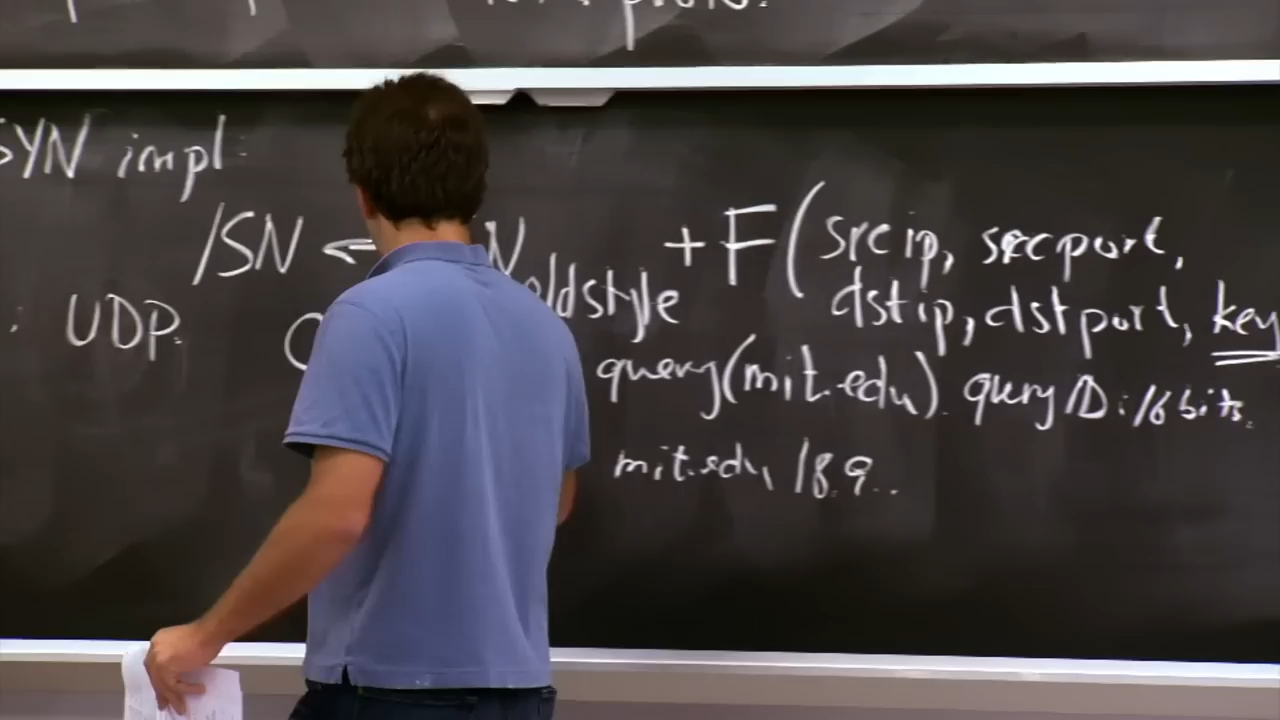 SYN impl:
ISN ← N oldstyle + F(srcip, srcport,
dstip, dstport, key
: UDP. C
query(mit.edu). query ID: 16 bits.
mit.edu, 18.9..